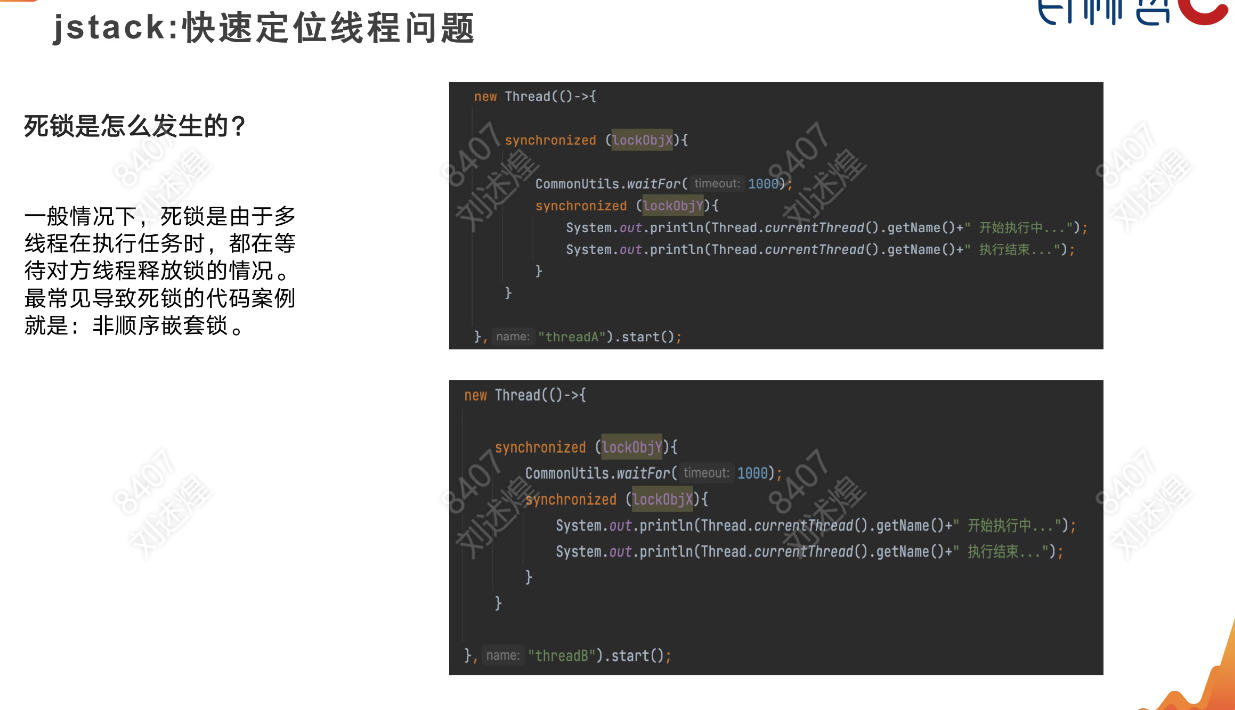 jstack:快速定位线程问题
死锁是怎么发生的?
一般情况下，死锁是由于多
线程在执行任务时，都在等
待对方线程释放锁的情况。
最常见导致死锁的代码案例
就是：非顺序嵌套锁。
new Thread(()->{
synchronized (lockObjX){
CommonUtils.waitFor( timeout: 1000);
synchronized (lockObjY){
System.out.println(Thread.currentThread().getName()+" 开始执行中...");
System.out.println(Thread.currentThread().getName()+" 执行结束...");
}
}
}, name: "threadA").start();
new Thread(()->{
synchronized (lockObjY){
CommonUtils.waitFor( timeout: 1000);
synchronized (lockObjX){
System.out.println(Thread.currentThread().getName()+" 开始执行中...");
System.out.println(Thread.currentThread().getName()+" 执行结束...");
}
}
}, name: "threadB").start();
8407
刘述煌
8407
刘述煌
8407
刘述煌
8407
刘述煌
8407
刘述煌
8407
刘述煌
8407
刘述煌
8407
刘述煌